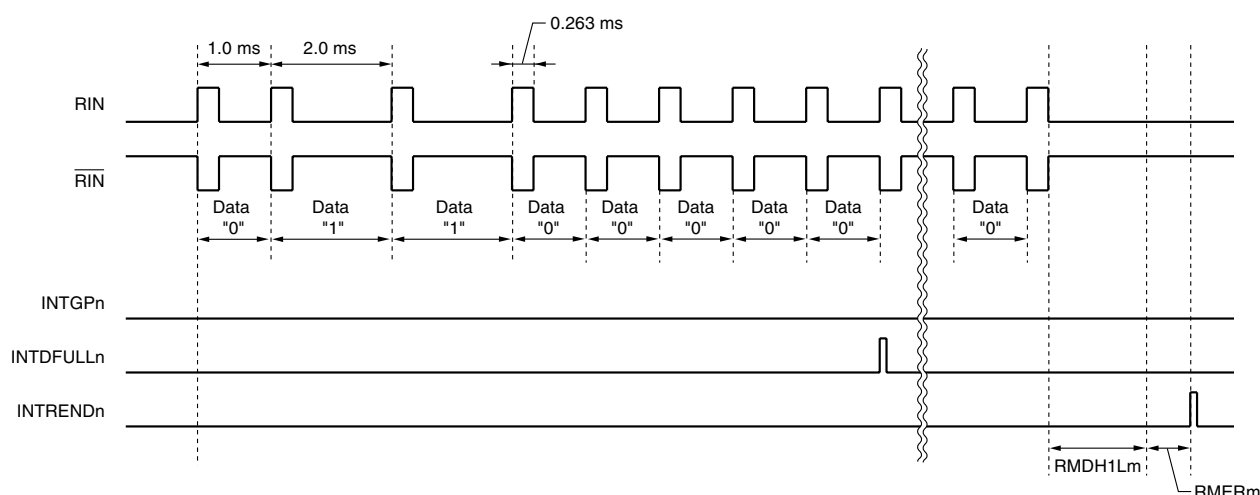 0.263 ms
1.0 ms
2.0 ms
RIN
RIN
Data "0"
Data "1"
Data "1"
Data "0"
Data "0"
Data "0"
Data "0"
Data "0"
Data "0"
INTGPn
INTDFULLn
INTRENDn
RMDH1Lm
RMERm